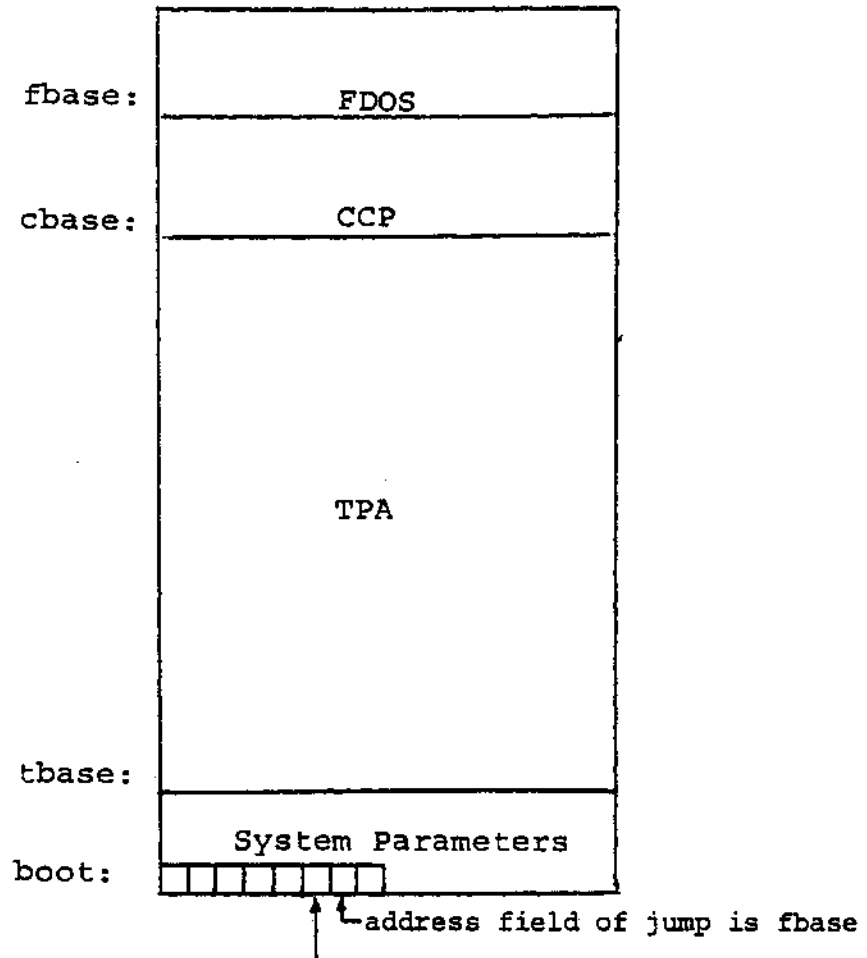 fbase:
FDOS
cbase:
CCP
TPA
tbase:
System Parameters
boot:
address field of jump is fbase